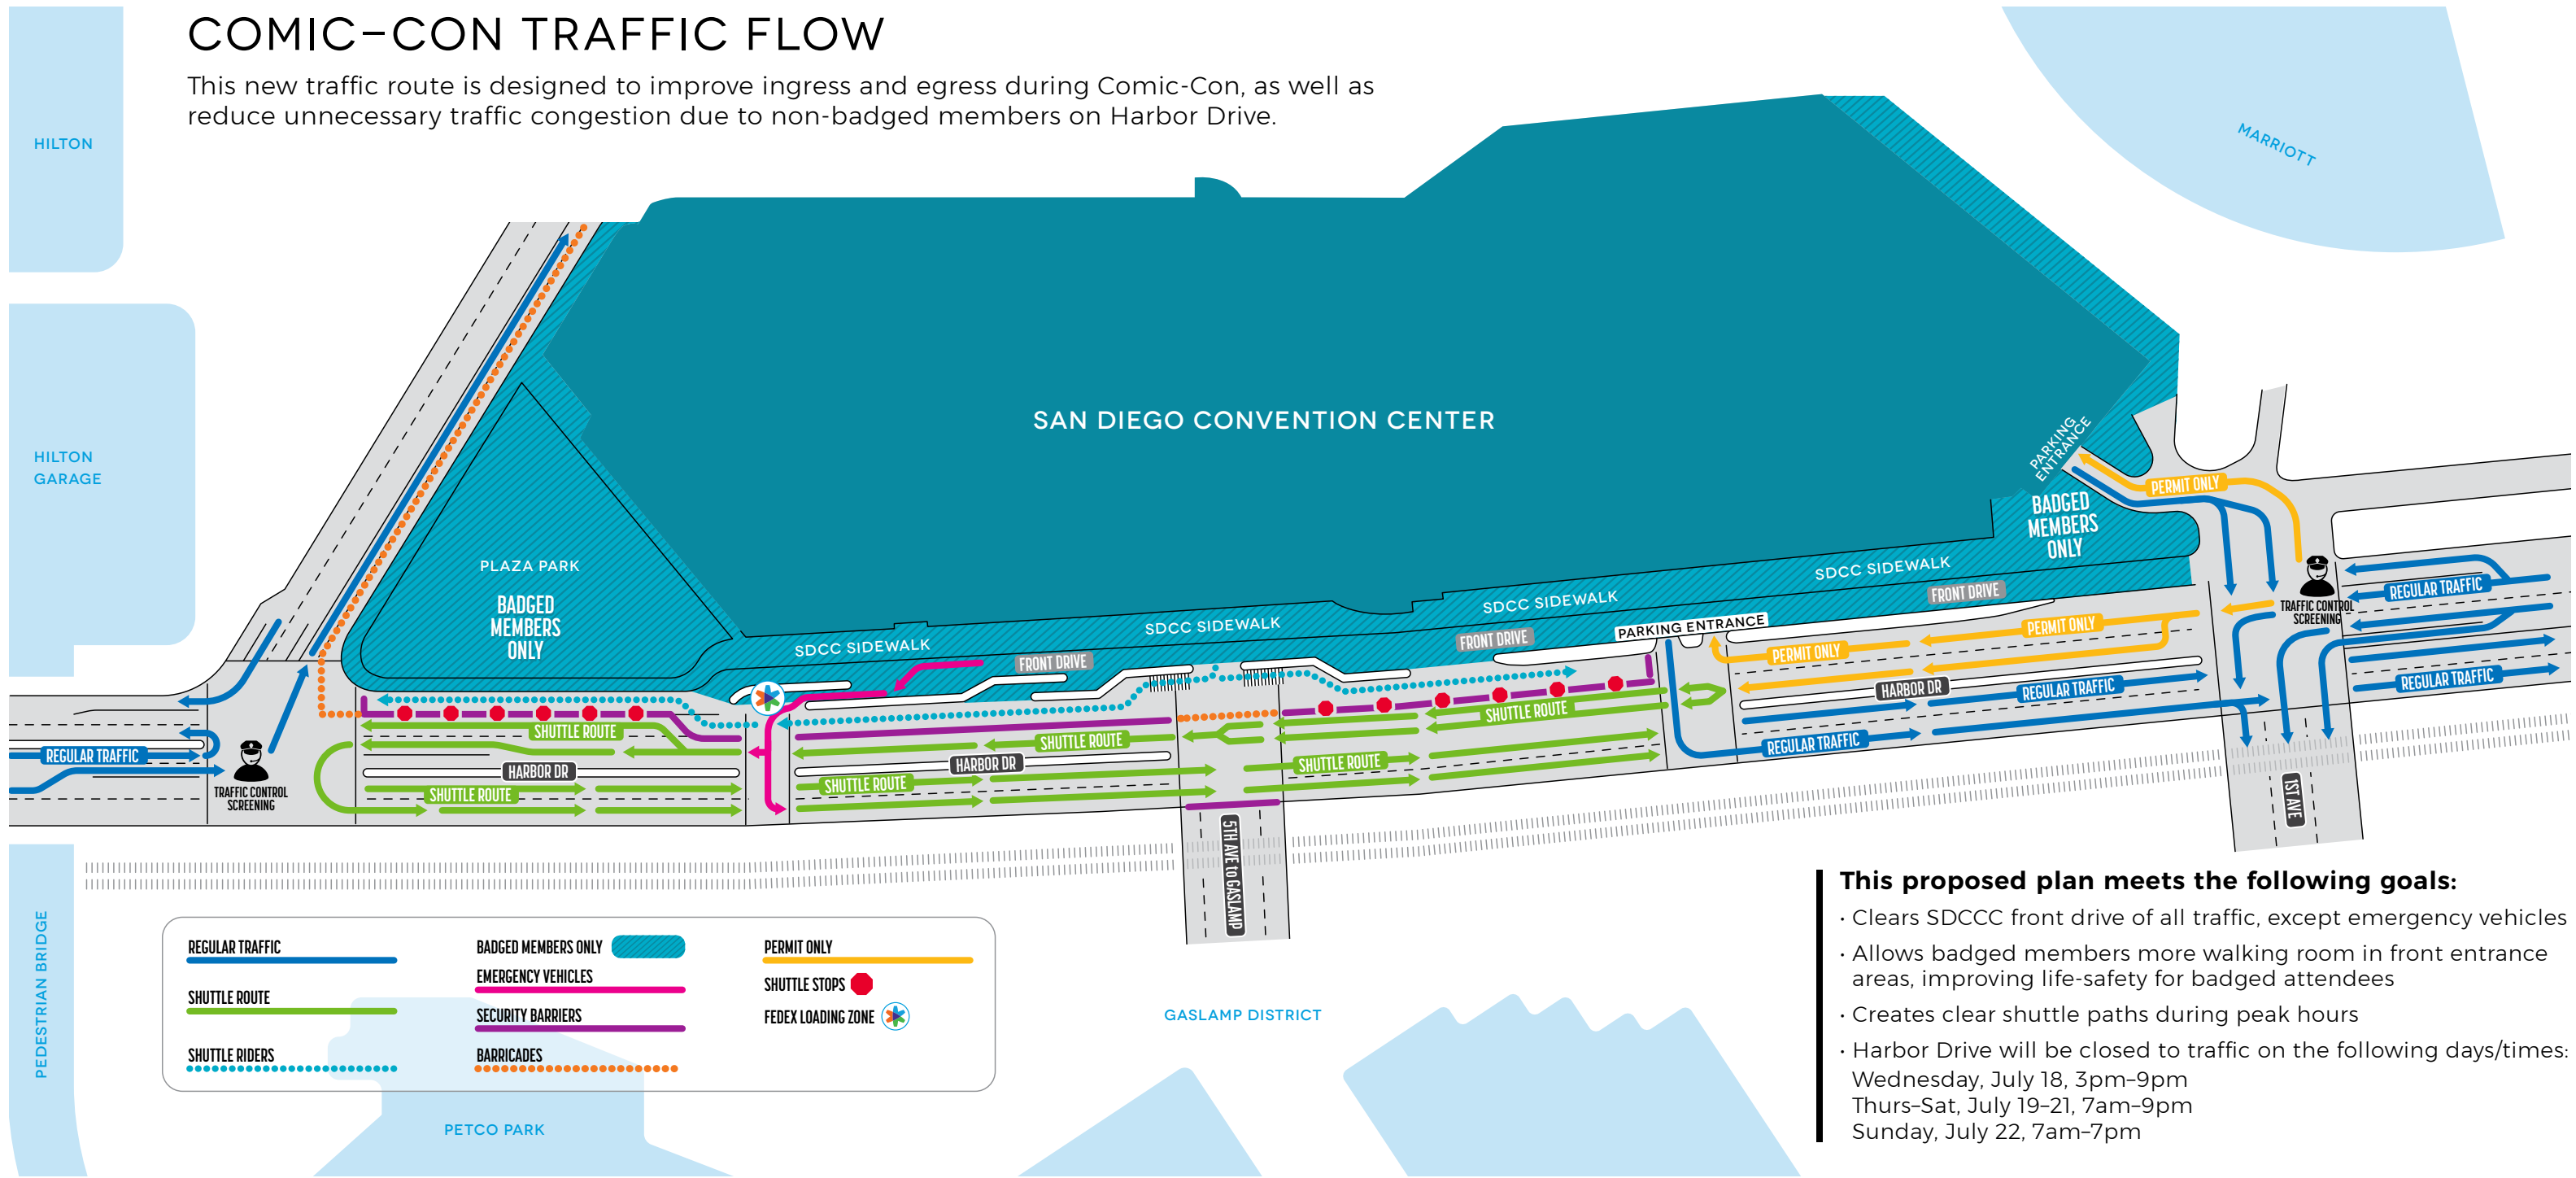 COMIC-CON TRAFFIC FLOW
This new traffic route is designed to improve ingress and egress during Comic-Con, as well as
reduce unnecessary traffic congestion due to non-badged members on Harbor Drive.
HILTON
MARRIOTT
HILTON
GARAGE
SAN DIEGO CONVENTION CENTER
PARKING
ENTRANCE
PERMIT ONLY
BADGED
MEMBERS
ONLY
PLAZA PARK
BADGED
MEMBERS
ONLY
SDCC SIDEWALK
SDCC SIDEWALK
SDCC SIDEWALK
SDCC SIDEWALK
FRONT DRIVE
FRONT DRIVE
FRONT DRIVE
PARKING ENTRANCE
PERMIT ONLY
PERMIT ONLY
TRAFFIC CONTROL
SCREENING
REGULAR TRAFFIC
REGULAR TRAFFIC
HARBOR DR
REGULAR TRAFFIC
REGULAR TRAFFIC
REGULAR TRAFFIC
TRAFFIC CONTROL
SCREENING
SHUTTLE ROUTE
HARBOR DR
SHUTTLE ROUTE
SHUTTLE ROUTE
HARBOR DR
SHUTTLE ROUTE
SHUTTLE ROUTE
SHUTTLE ROUTE
5TH AVE to GASLAMP
1ST AVE
PEDESTRIAN BRIDGE
REGULAR TRAFFIC
SHUTTLE ROUTE
SHUTTLE RIDERS
BADGED MEMBERS ONLY
EMERGENCY VEHICLES
SECURITY BARRIERS
BARRICADES
PERMIT ONLY
SHUTTLE STOPS
FEDEX LOADING ZONE
PETCO PARK
GASLAMP DISTRICT
This proposed plan meets the following goals:
• Clears SDCCC front drive of all traffic, except emergency vehicles
• Allows badged members more walking room in front entrance
areas, improving life-safety for badged attendees
• Creates clear shuttle paths during peak hours
• Harbor Drive will be closed to traffic on the following days/times:
Wednesday, July 18, 3pm–9pm
Thurs–Sat, July 19–21, 7am–9pm
Sunday, July 22, 7am–7pm